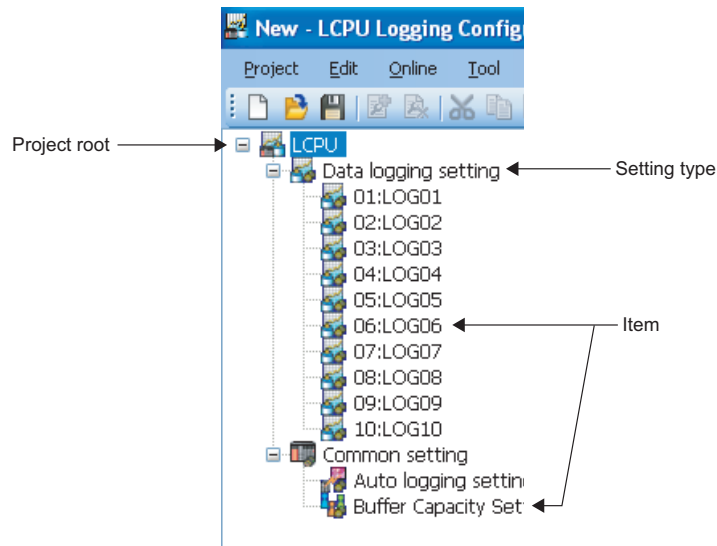 New - LCPU Logging Config
Project Edit Online Tool
Project root
LCPU
Data logging setting
Setting type
01:LOG01
02:LOG02
03:LOG03
04:LOG04
05:LOG05
06:LOG06
Item
07:LOG07
08:LOG08
09:LOG09
10:LOG10
Common setting
Auto logging settin
Buffer Capacity Set